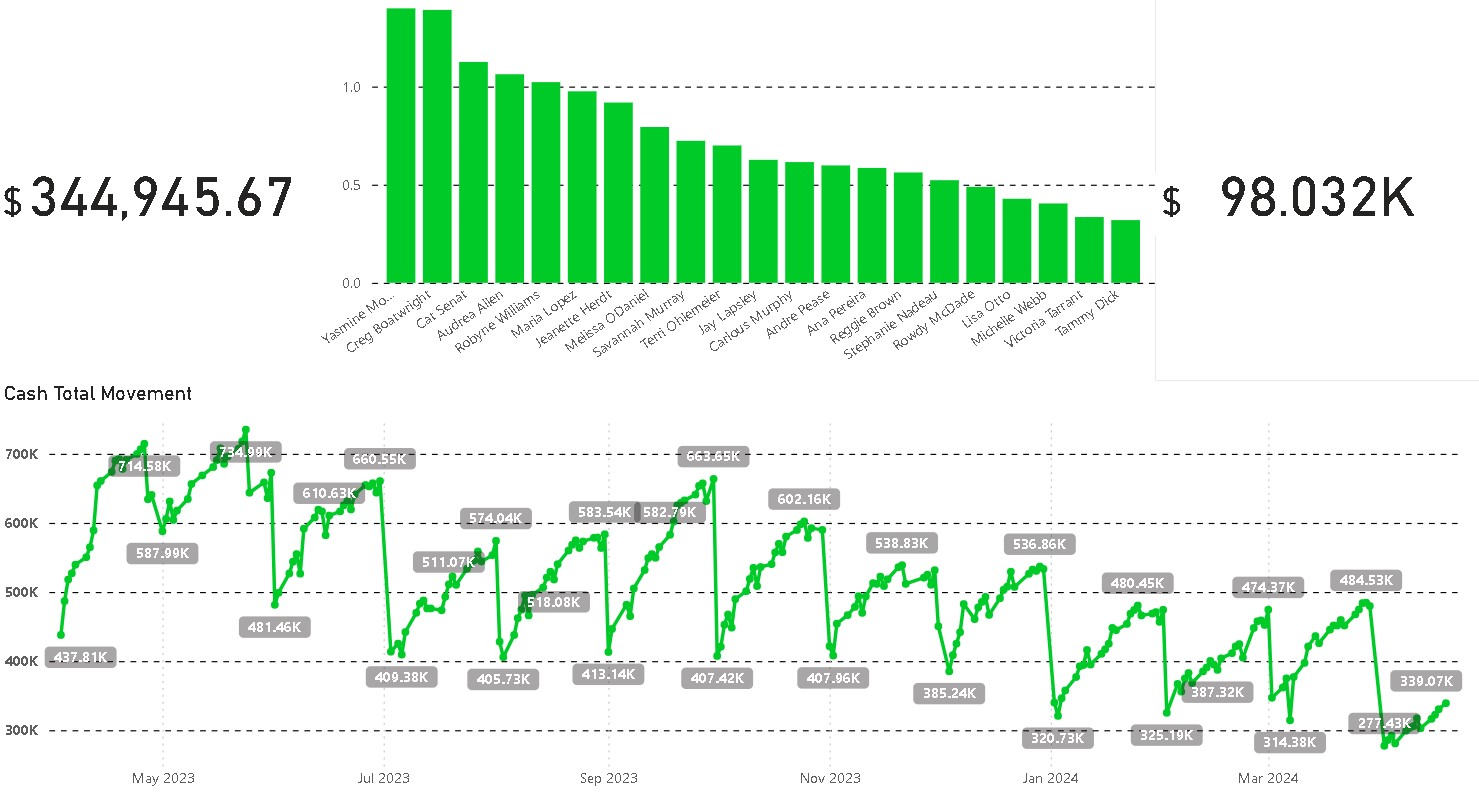 1.0
0.5
0.0
$ 344,945.67
$ 98.032K
Yasmine Mo...
Creg Boatwright
Cat Senat
Audrea Allen
Robyne Williams
Maria Lopez
Jeanette Herdt
Melissa ODaniel
Savannah Murray
Terri Ohlemeier
Jay Lapsley
Carlous Murphy
Andre Pease
Ana Pereira
Reggie Brown
Stephanie Nadeau
Rowdy McDade
Lisa Otto
Michelle Webb
Victoria Tarrant
Tammy Dick
Cash Total Movement
700K
600K
500K
400K
300K
437.81K
714.58K
587.99K
734.99K
481.46K
610.63K
660.55K
409.38K
511.07K
574.04K
405.73K
518.08K
583.54K
413.14K
582.79K
663.65K
407.42K
602.16K
407.96K
538.83K
385.24K
536.86K
320.73K
480.45K
325.19K
387.32K
474.37K
314.38K
484.53K
277.43K
339.07K
May 2023
Jul 2023
Sep 2023
Nov 2023
Jan 2024
Mar 2024